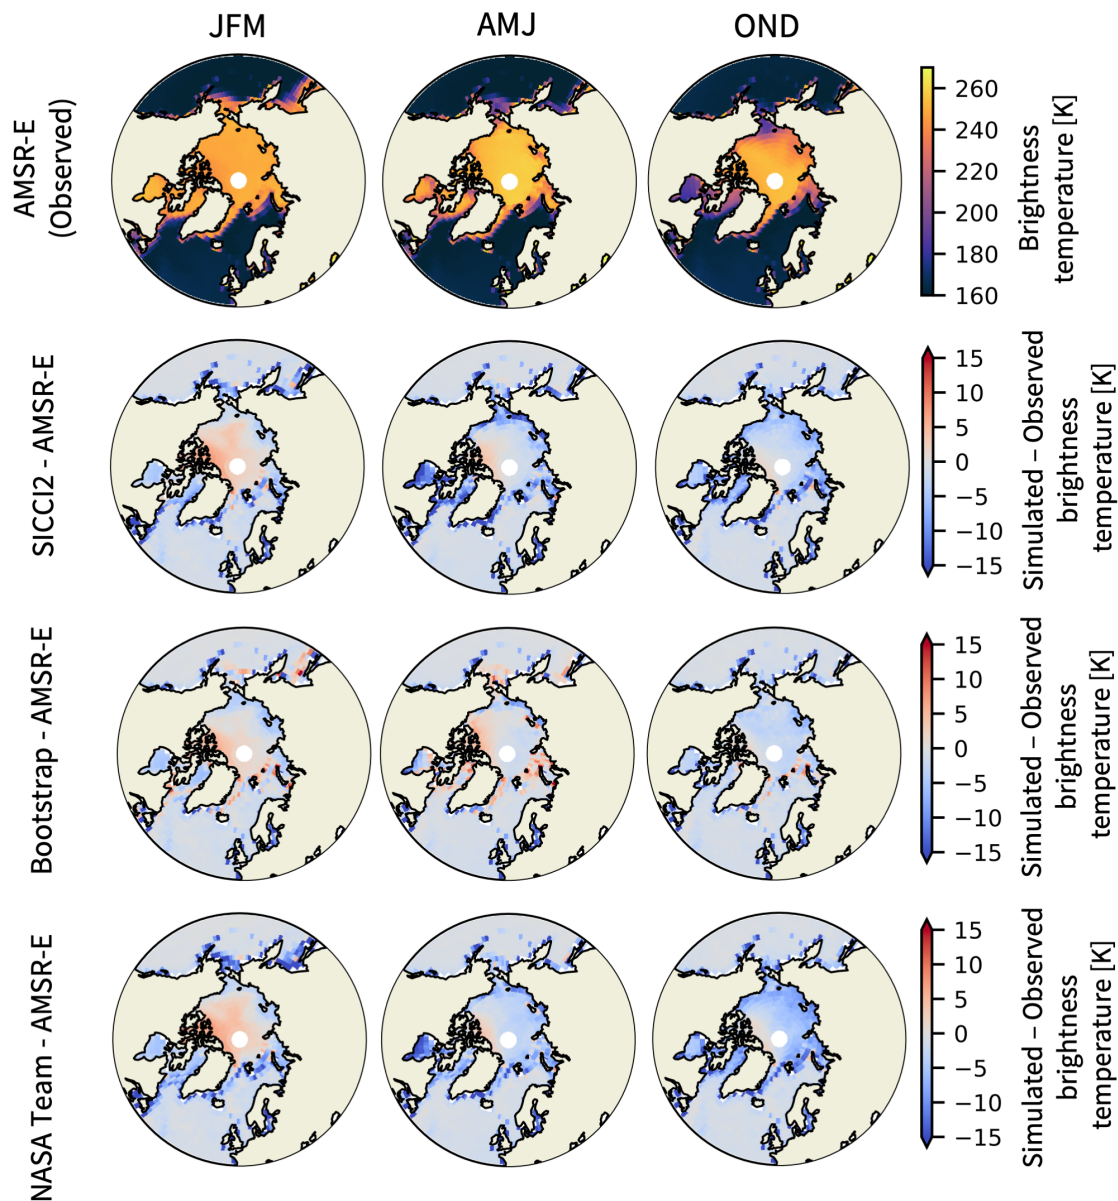 JFM AMJ OND
AMSR-E
(Observed)
260
240
220
200
180
160
Brightness
temperature [K]
SICCI2 - AMSR-E
15
10
5
0
−5
−10
−15
Simulated – Observed
brightness
temperature [K]
Bootstrap - AMSR-E
15
10
5
0
−5
−10
−15
Simulated – Observed
brightness
temperature [K]
NASA Team - AMSR-E
15
10
5
0
−5
−10
−15
Simulated – Observed
brightness
temperature [K]